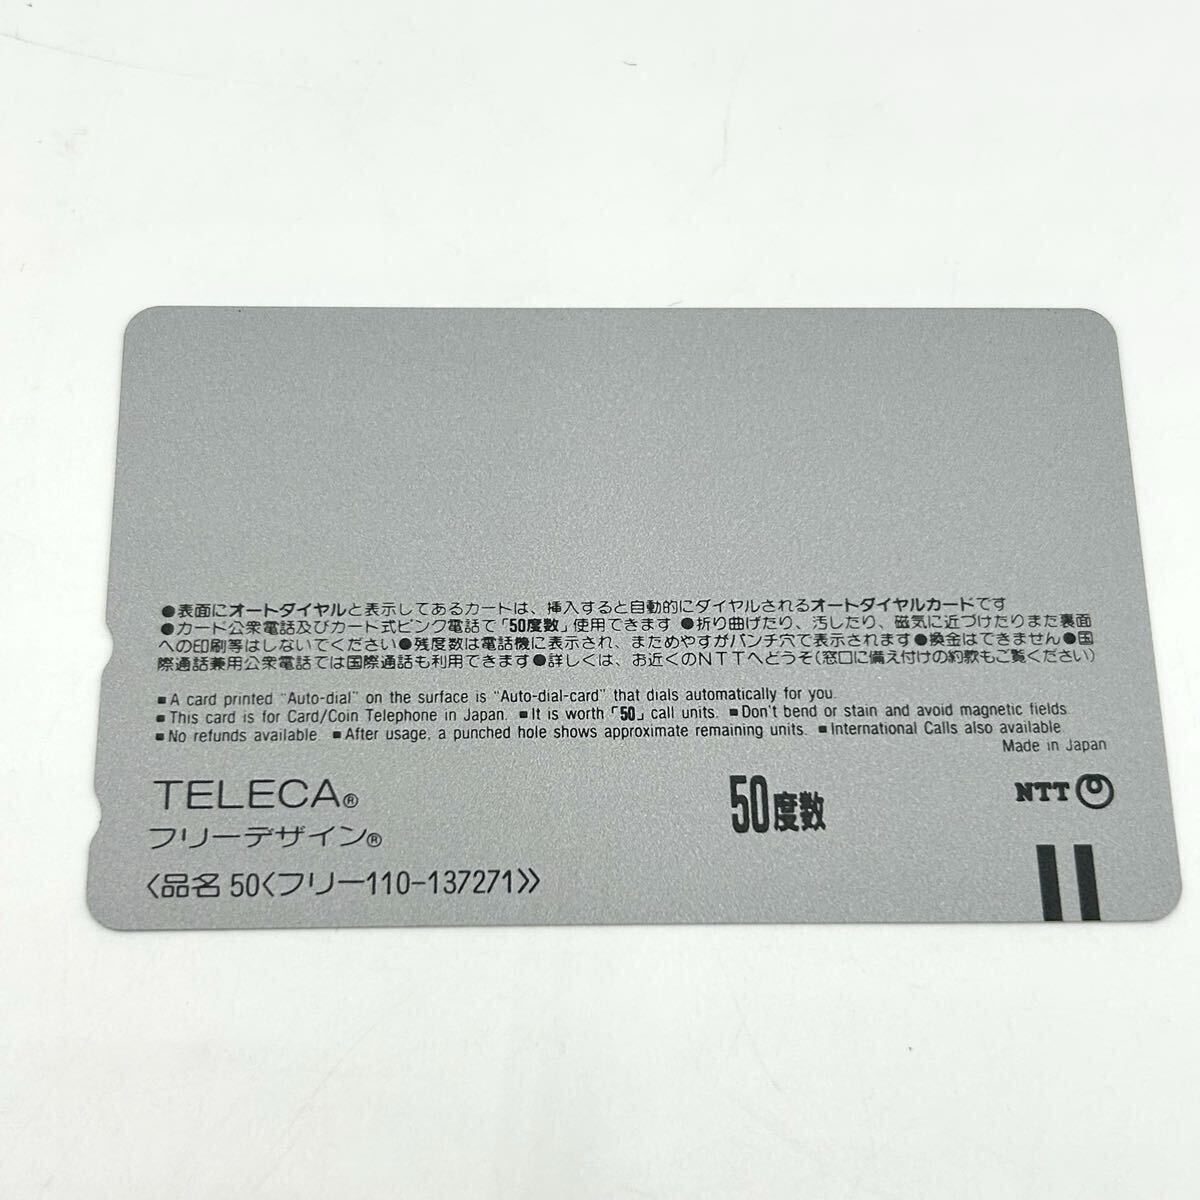 ●表面にオートダイヤルと表示してあるカードは、挿入すると自動的にダイヤルされるオートダイヤルカードです
●カード公衆電話及びカード式ピンク電話で「50度数」使用できます●折り曲げたり、汚したり、磁気に近づけたりまた裏面
への印刷等はしないでください●残度数は電話機に表示され、まためやすがパンチ穴で表示されます●換金はできません●国
際通話兼用公衆電話では国際通話も利用できます●詳しくは、お近くのNTTへどうぞ(窓口に備え付けの約款もご覧ください)
■A card printed "Auto-dial" on the surface is "Auto-dial-card" that dials automatically for you.
■This card is for Card/Coin Telephone in Japan. ■It is worth「50」call units. ■Don't bend or stain and avoid magnetic fields.
■No refunds available. ■After usage, a punched hole shows approximate remaining units. ■International Calls also available.
Made in Japan
TELECA®
フリーデザイン®
50度数
NTT
〈品名 50〈フリー110-137271〉〉